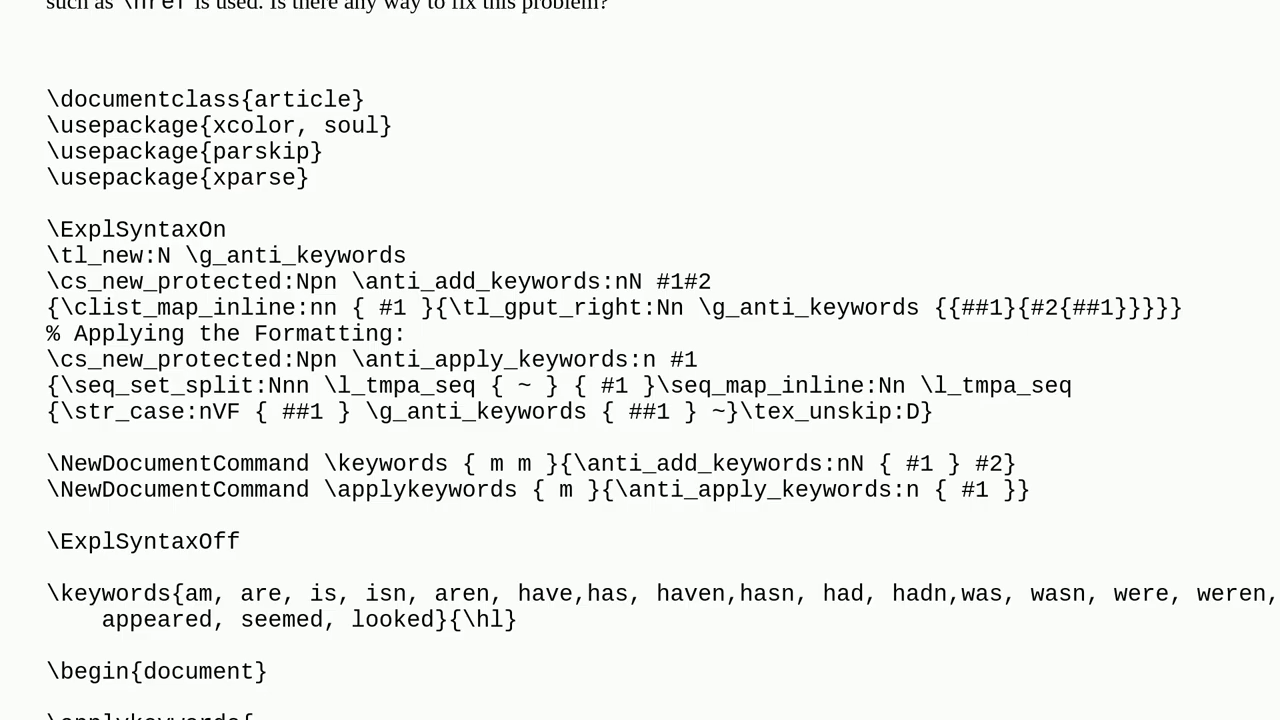 such as \href is used. Is there any way to fix this problem?
\documentclass{article}
\usepackage{xcolor, soul}
\usepackage{parskip}
\usepackage{xparse}
\ExplSyntaxOn
\tl_new:N \g_anti_keywords
\cs_new_protected:Npn \anti_add_keywords:nN #1#2
{\clist_map_inline:nn { #1 }{\tl_gput_right:Nn \g_anti_keywords {{##1}{#2{##1}}}}}
% Applying the Formatting:
\cs_new_protected:Npn \anti_apply_keywords:n #1
{\seq_set_split:Nnn \l_tmpa_seq { ~ } { #1 }\seq_map_inline:Nn \l_tmpa_seq
{\str_case:nVF { ##1 } \g_anti_keywords { ##1 } ~}\tex_unskip:D}
\NewDocumentCommand \keywords { m m }{\anti_add_keywords:nN { #1 } #2}
\NewDocumentCommand \applykeywords { m }{\anti_apply_keywords:n { #1 }}
\ExplSyntaxOff
\keywords{am, are, is, isn, aren, have,has, haven,hasn, had, hadn,was, wasn, were, weren,
appeared, seemed, looked}{\hl}
\begin{document}
\applykeywords{